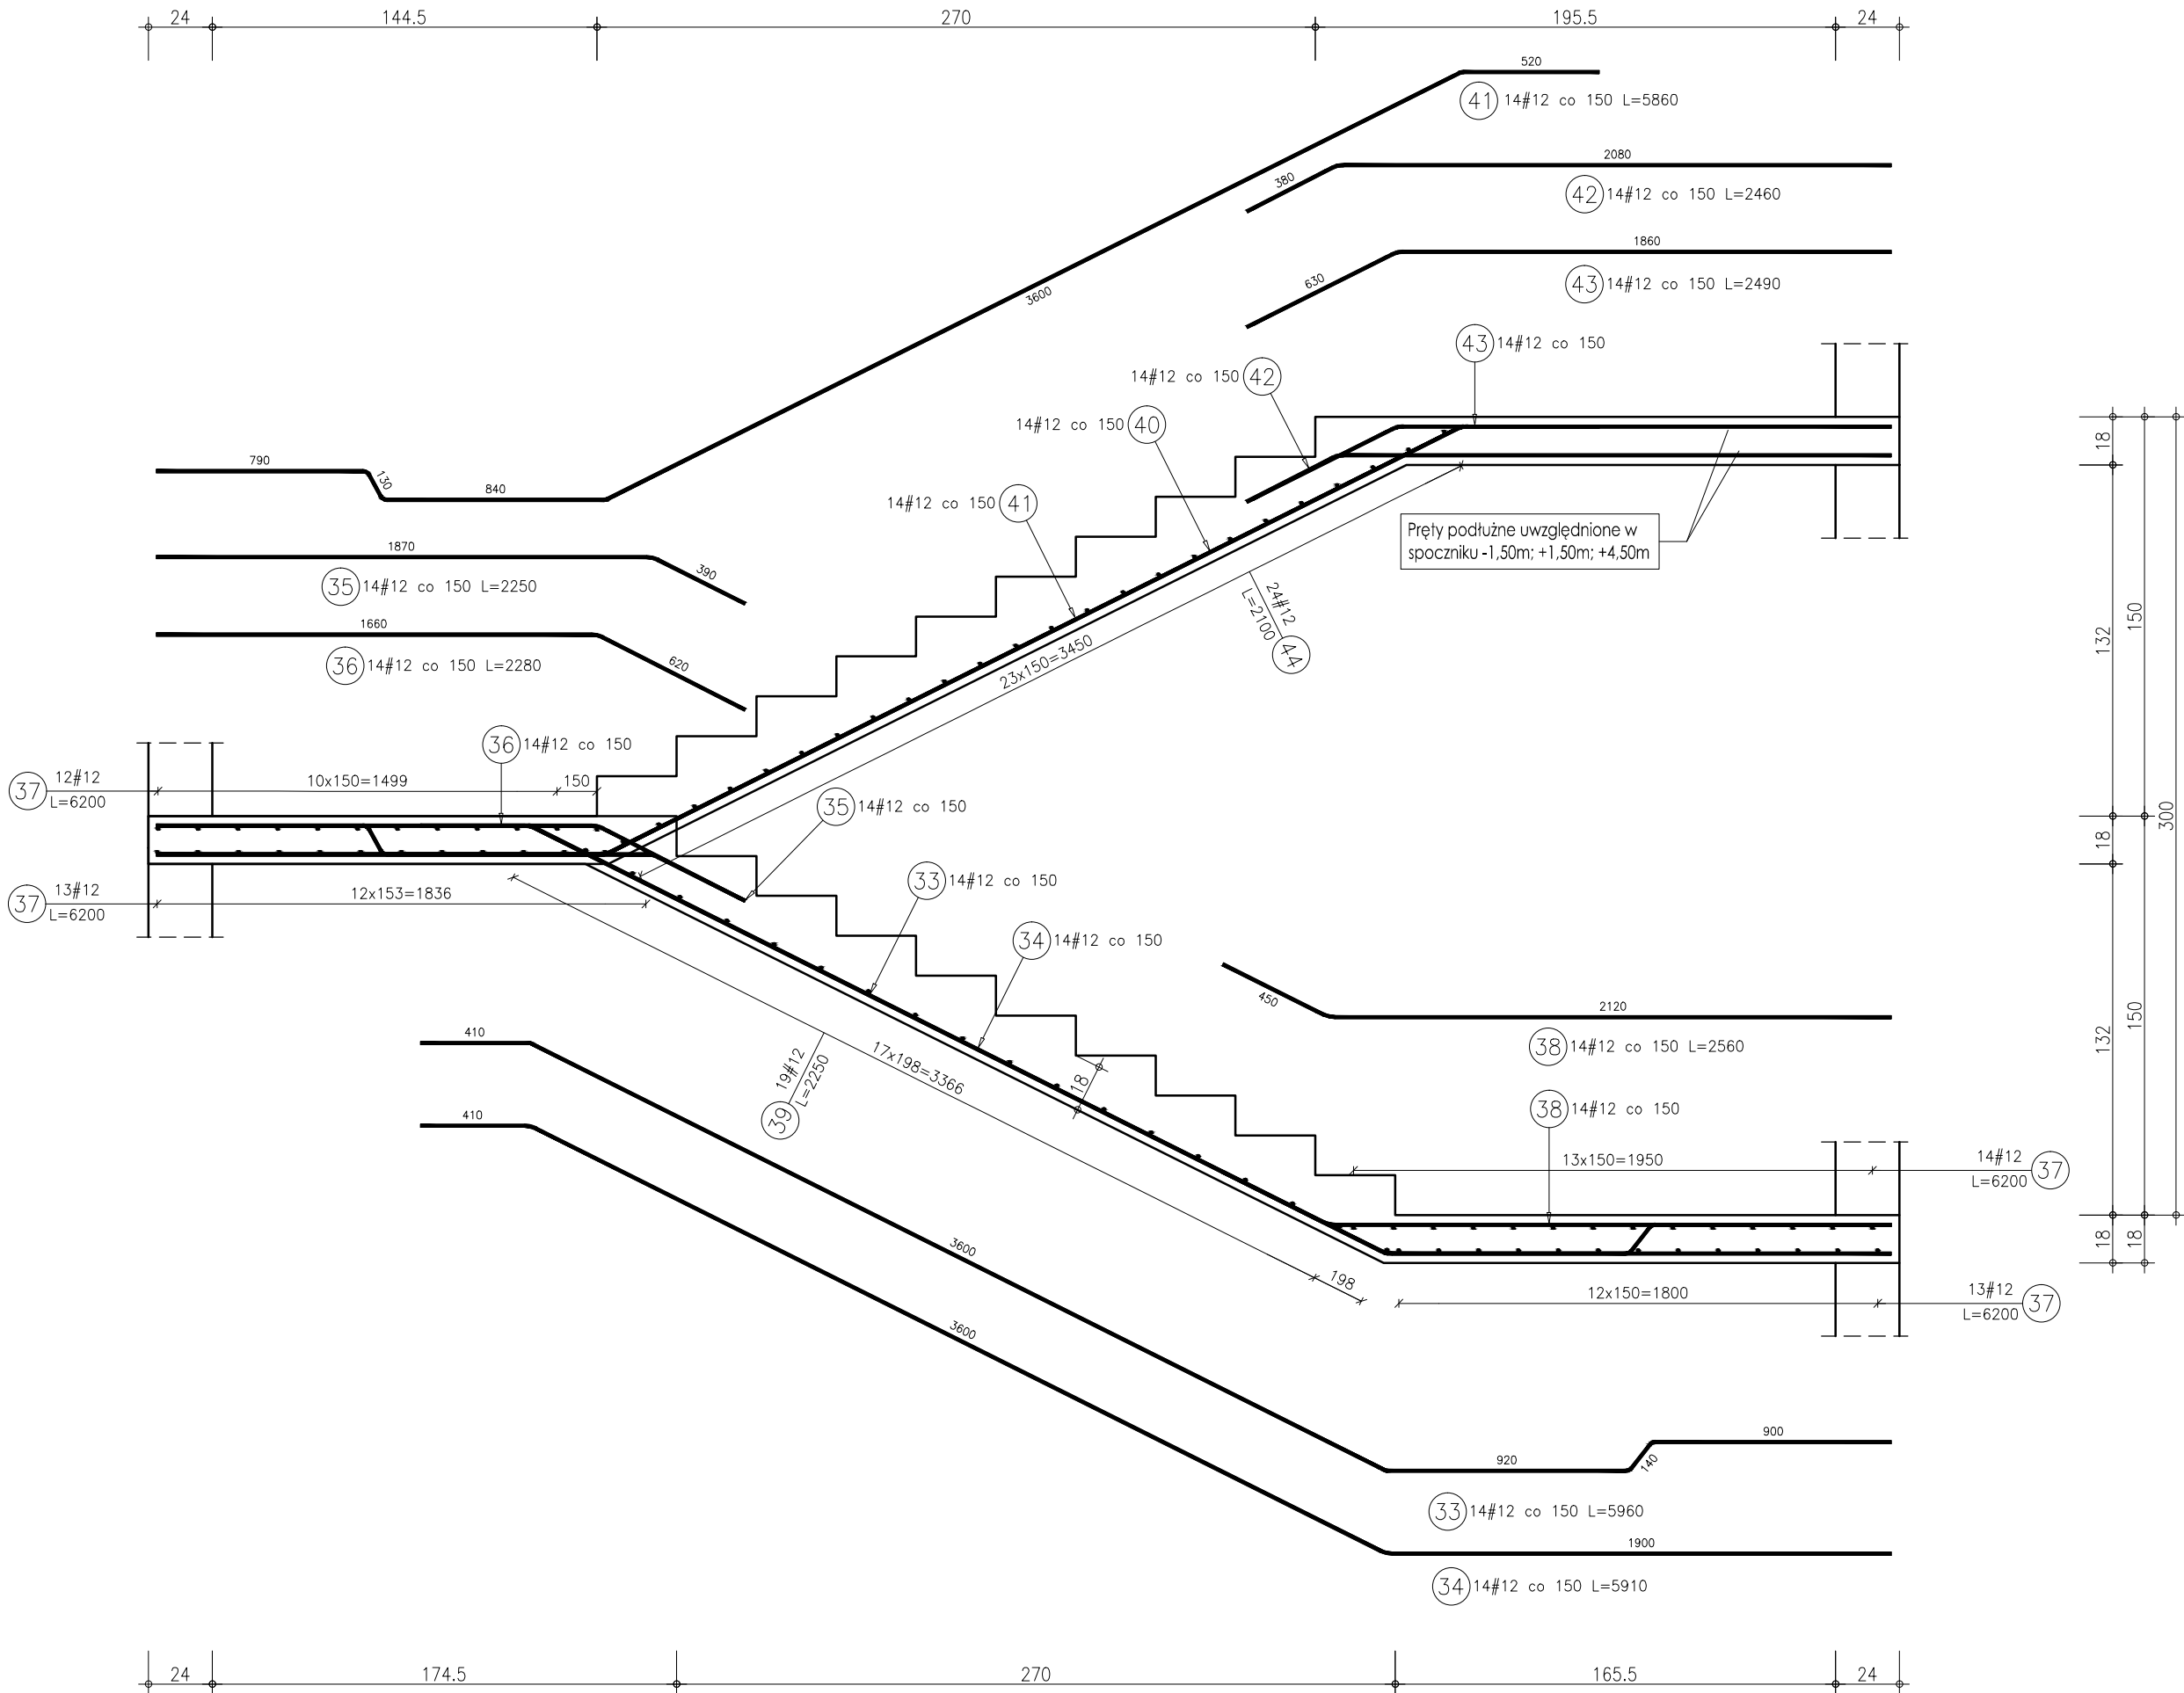 24
144.5
270
195.5
24
520
41 14#12 co 150 L=5860
2080
380
42 14#12 co 150 L=2460
1860
630
43 14#12 co 150 L=2490
3600
43 14#12 co 150
14#12 co 150 42
14#12 co 150 40
14#12 co 150 41
790
130
840
1870
390
35 14#12 co 150 L=2250
1660
620
36 14#12 co 150 L=2280
Pręty podłużne uwzględnione w
spoczniku -1,50m; +1,50m; +4,50m
24#12
L=2100
44
23x150=3450
36 14#12 co 150
37
12#12
L=6200
10x150=1499
150
35 14#12 co 150
37
13#12
L=6200
12x153=1836
33 14#12 co 150
34 14#12 co 150
18
132
150
18
300
132
150
18
18
450
2120
38 14#12 co 150 L=2560
17x198=3366
18
19#12
L=2250
39
38 14#12 co 150
13x150=1950
14#12
L=6200
37
198
12x150=1800
13#12
L=6200
37
410
410
3600
3600
920
140
900
33 14#12 co 150 L=5960
1900
34 14#12 co 150 L=5910
24
174.5
270
165.5
24